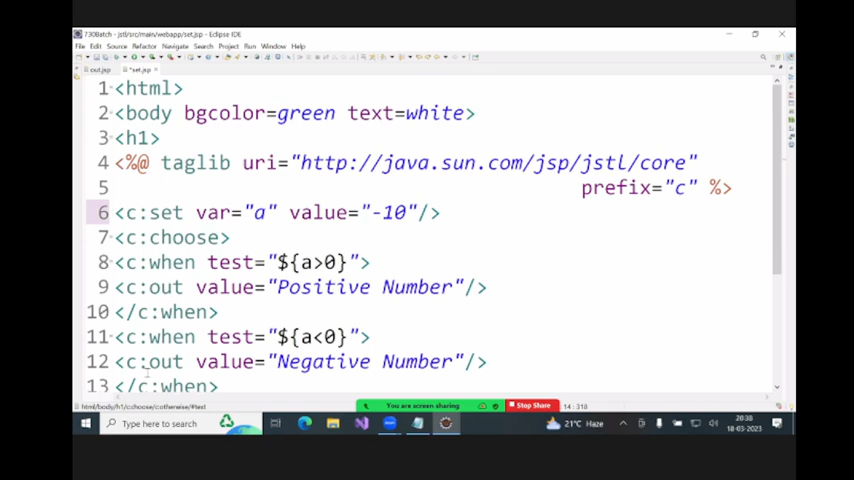 730Batch - jstl/src/main/webapp/set.jsp - Eclipse IDE
File Edit Source Refactor Navigate Search Project Run Window Help
out.jsp *set.jsp
1 <html>
2 <body bgcolor=green text=white>
3 <h1>
4 <%@ taglib uri="http://java.sun.com/jsp/jstl/core"
5 prefix="c" %>
6 <c:set var="a" value="-10"/>
7 <c:choose>
8 <c:when test="${a>0}">
9 <c:out value="Positive Number"/>
10 </c:when>
11 <c:when test="${a<0}">
12 <c:out value="Negative Number"/>
13 </c:when>
html/body/h1/c:choose/c:otherwise/#text
You are screen sharing Stop Share 14 : 318
Type here to search
21°C Haze
20:38
18-03-2023